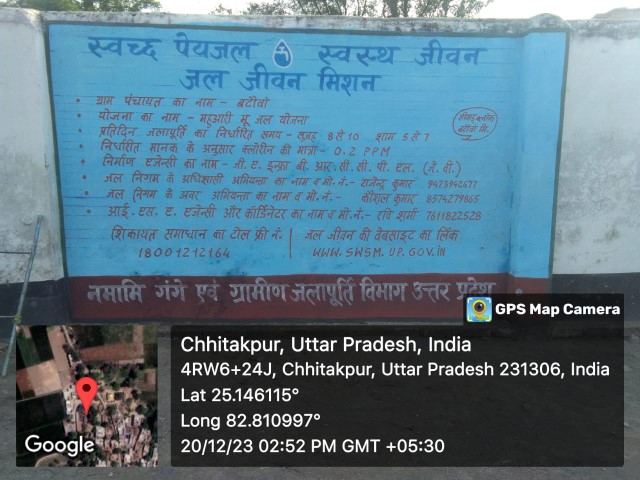 स्वच्छ पेयजल स्वस्थ जीवन
जल जीवन मिशन
• ग्राम पंचायत का नाम - बटौवो
• योजना का नाम - महुआरी मू जल योजना
• प्रतिदिन जलापूर्ति का निर्धारित समय - सुबह 8 से 10 शाम 5 से 7
• निर्धारित मानक के अनुसार क्लोरिन की मात्रा - 0.2 PPM
• निर्माण एजेन्सी का नाम - जी. ए. इन्फ्रा बी. आर. सी. सी. पी. एल. (जे. वी.)
• जल निगम के अधिशासी अभियन्ता का नाम व मो. नं. - राजेन्द्र कुमार 9473942677
• जल निगम के अवर अभियन्ता का नाम व मो. नं. - कौशल कुमार 8574279865
• आई. एस. ए. एजेन्सी और कॉर्डिनेटर का नाम व मो. नं. - रवि शर्मा 7611822528
शिकायत समाधान का टोल फ्री नं.
18001212164
जल जीवन की वेबसाइट का लिंक
WWW.SWSM.UP.GOV.IN
नमामि गंगे एवं ग्रामीण जलापूर्ति विभाग उत्तर प्रदेश
GPS Map Camera
Chhitakpur, Uttar Pradesh, India
4RW6+24J, Chhitakpur, Uttar Pradesh 231306, India
Lat 25.146115°
Long 82.810997°
20/12/23 02:52 PM GMT +05:30
Google